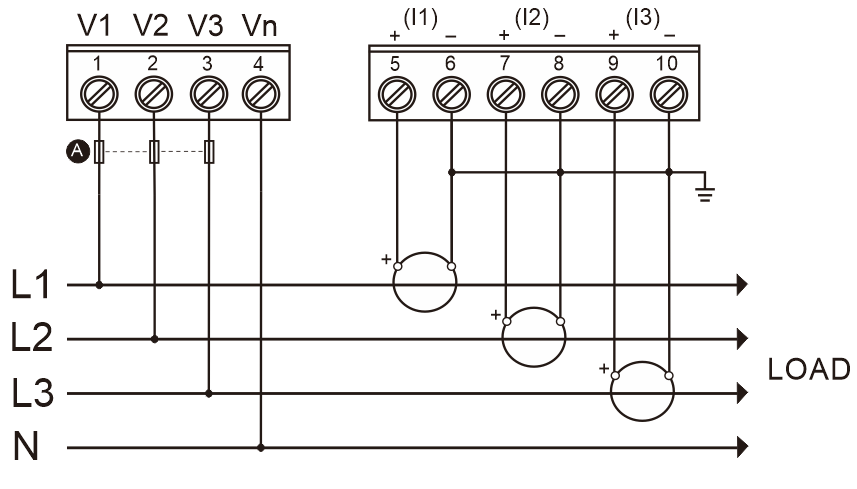 V1 V2 V3 Vn
(I1) (I2) (I3)
+ – + – + –
1 2 3 4 5 6 7 8 9 10
A
+
L1
+
L2
+
L3
LOAD
N